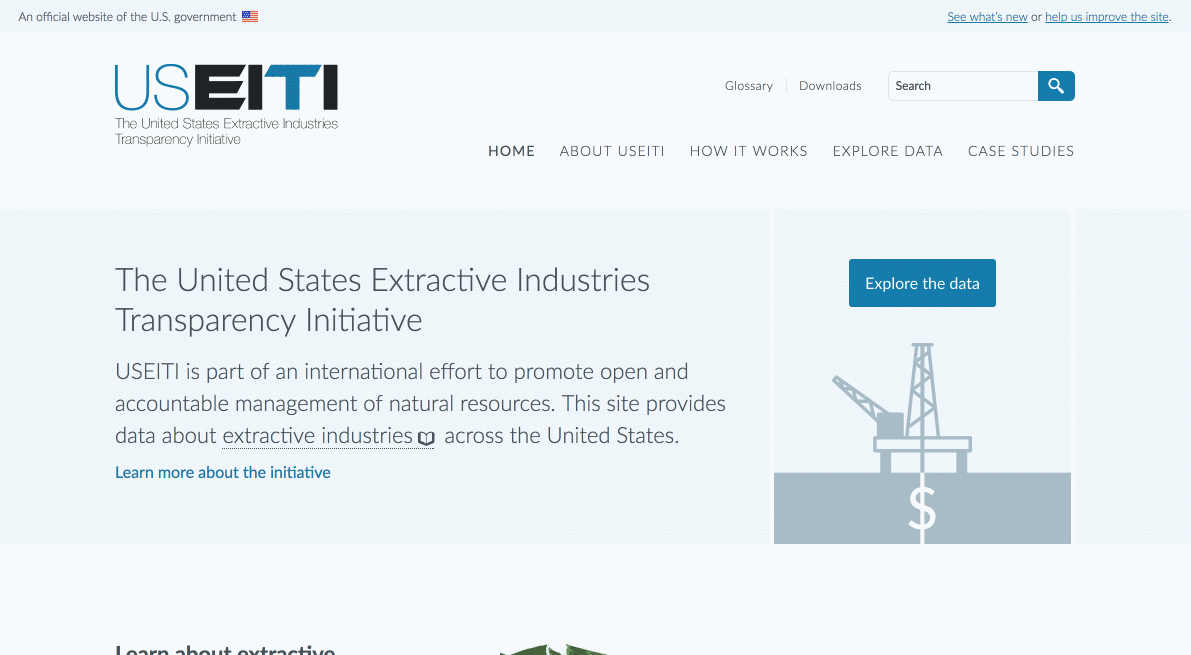 An official website of the U.S. government
See what's new or help us improve the site.
USEITI
The United States Extractive Industries
Transparency Initiative
Glossary
Downloads
Search
HOME
ABOUT USEITI
HOW IT WORKS
EXPLORE DATA
CASE STUDIES
The United States Extractive Industries
Transparency Initiative
USEITI is part of an international effort to promote open and
accountable management of natural resources. This site provides
data about extractive industries across the United States.
Learn more about the initiative
Explore the data
$
Learn about extractive